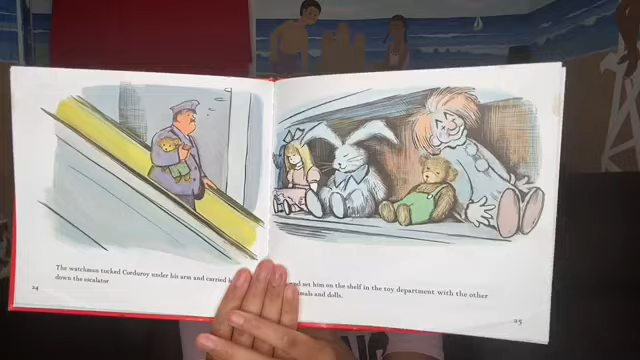 The watchman tucked Corduroy under his arm and carried
down the escalator
24
and set him on the shelf in the toy department with the other
and dolls.
25